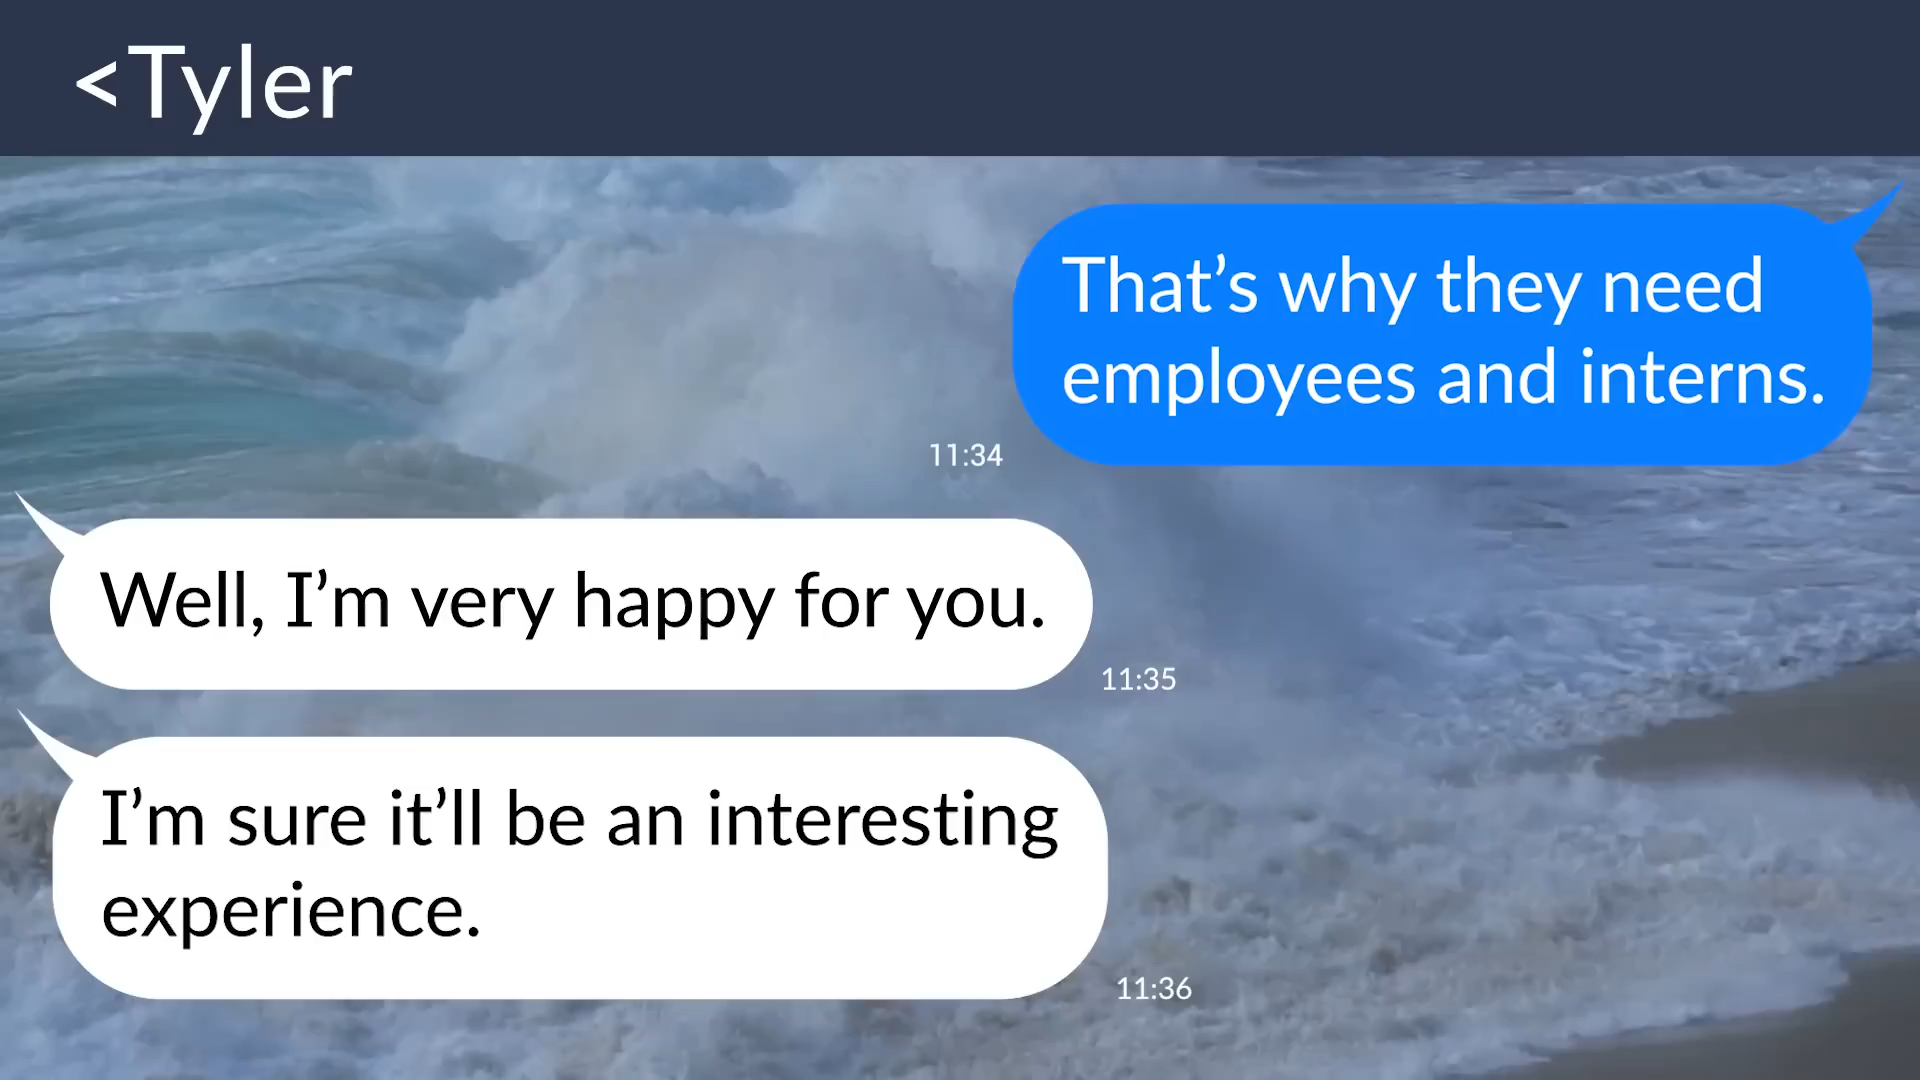 <Tyler
That’s why they need
employees and interns.
11:34
Well, I’m very happy for you.
11:35
I’m sure it’ll be an interesting
experience.
11:36